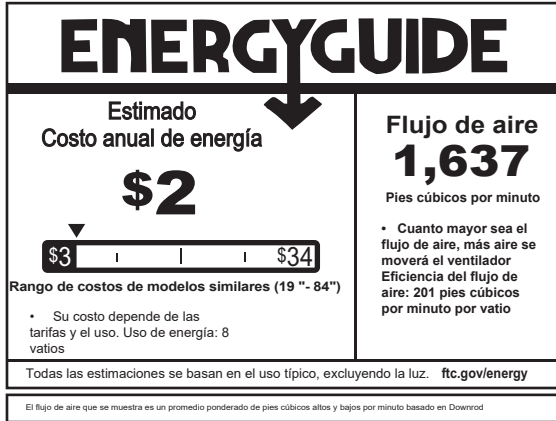 ENERGYGUIDE
Estimado
Costo anual de energía
$2
$3
$34
Rango de costos de modelos similares (19 "- 84")
• Su costo depende de las
tarifas y el uso. Uso de energía: 8
vatios
Flujo de aire
1,637
Pies cúbicos por minuto
• Cuanto mayor sea el
flujo de aire, más aire se
moverá el ventilador
Eficiencia del flujo de
aire: 201 pies cúbicos
por minuto por vatio
Todas las estimaciones se basan en el uso típico, excluyendo la luz. ftc.gov/energy
El flujo de aire que se muestra es un promedio ponderado de pies cúbicos altos y bajos por minuto basado en Downrod